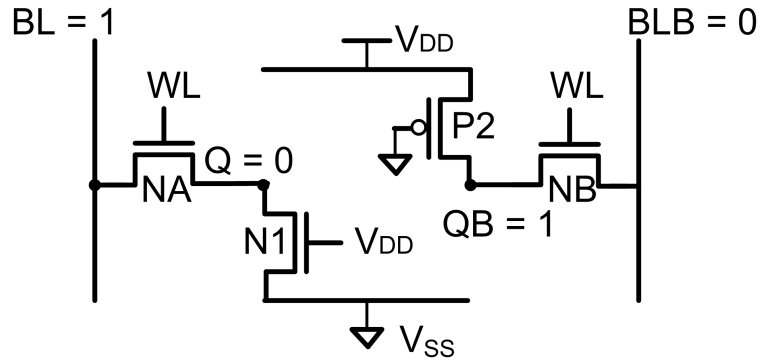 BL = 1
BLB = 0
VDD
WL
WL
P2
Q = 0
NA
NB
QB = 1
N1
VDD
VSS